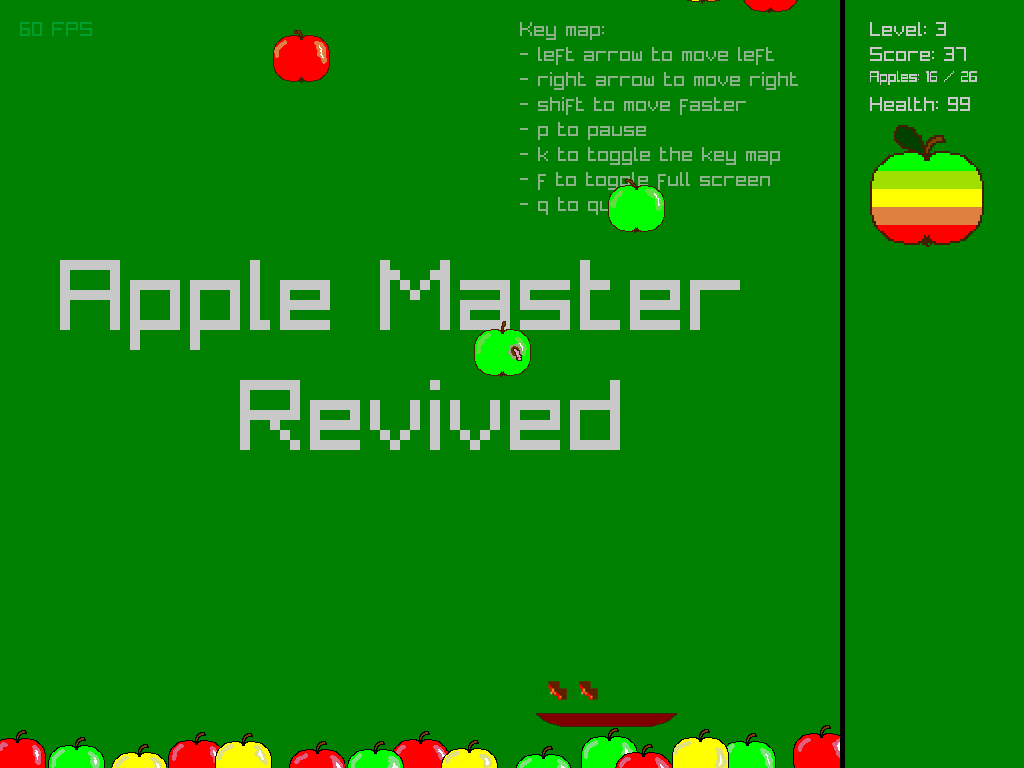 60 FPS
Key map:
- left arrow to move left
- right arrow to move right
- shift to move faster
- p to pause
- k to toggle the key map
- f to toggle full screen
- q to
Level: 3
Score: 37
Apples: 16 / 26
Health: 99
Apple Master
Revived